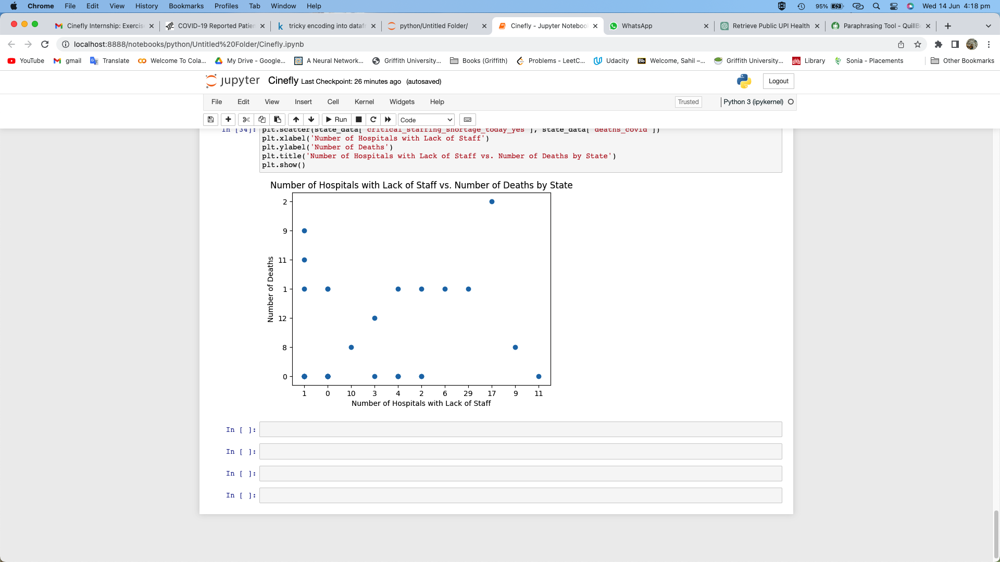 Chrome File Edit View History Bookmarks Profiles Tab Window Help 95% Wed 14 Jun 4:18 pm
Cinefly Internship: Exercis COVID-19 Reported Patien tricky encoding into dataf python/Untitled Folder/ Cinefly - Jupyter Notebook WhatsApp Retrieve Public UPI Health Paraphrasing Tool - QuillB
localhost:8888/notebooks/python/Untitled%20Folder/Cinefly.ipynb
YouTube gmail Translate Welcome To Cola... My Drive - Google... A Neural Network... Griffith University... Books (Griffith) Problems - LeetC... Udacity Bb Welcome, Sahil –... Griffith University... Library Sonia - Placements Other Bookmarks
jupyter Cinefly Last Checkpoint: 26 minutes ago (autosaved) Logout
File Edit View Insert Cell Kernel Widgets Help Trusted Python 3 (ipykernel)
Run Code
In [34]: plt.scatter(state_data['critical_staffing_shortage_today_yes'], state_data['deaths_covid'])
plt.xlabel('Number of Hospitals with Lack of Staff')
plt.ylabel('Number of Deaths')
plt.title('Number of Hospitals with Lack of Staff vs. Number of Deaths by State')
plt.show()
Number of Hospitals with Lack of Staff vs. Number of Deaths by State
Number of Deaths
2
9
11
1
12
8
0
1 0 10 3 4 2 6 29 17 9 11
Number of Hospitals with Lack of Staff
In [ ]:
In [ ]:
In [ ]:
In [ ]: